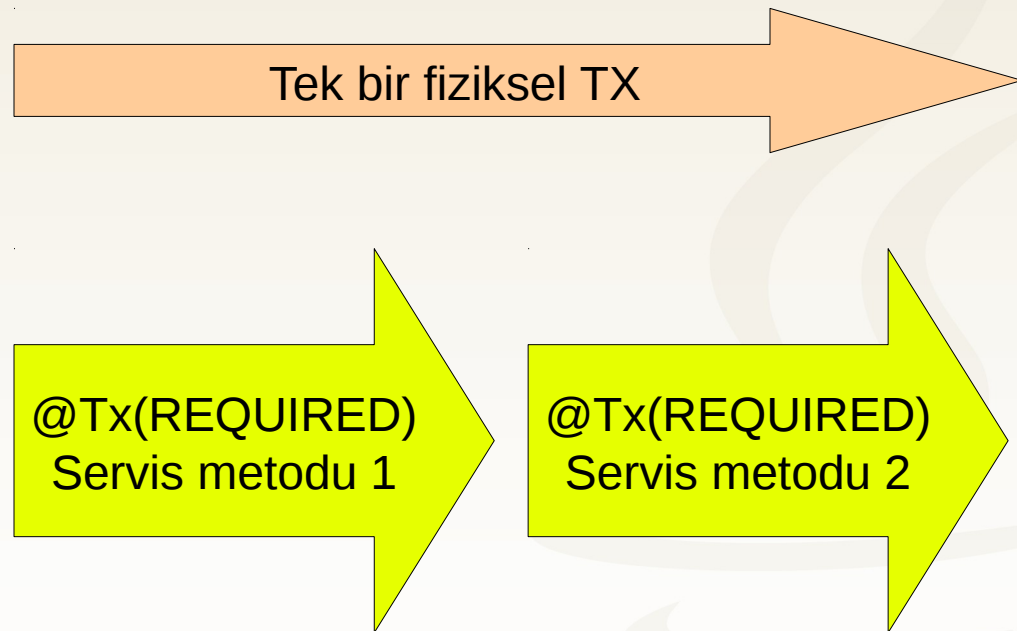 Tek bir fiziksel TX
@Tx(REQUIRED)
Servis metodu 1
@Tx(REQUIRED)
Servis metodu 2